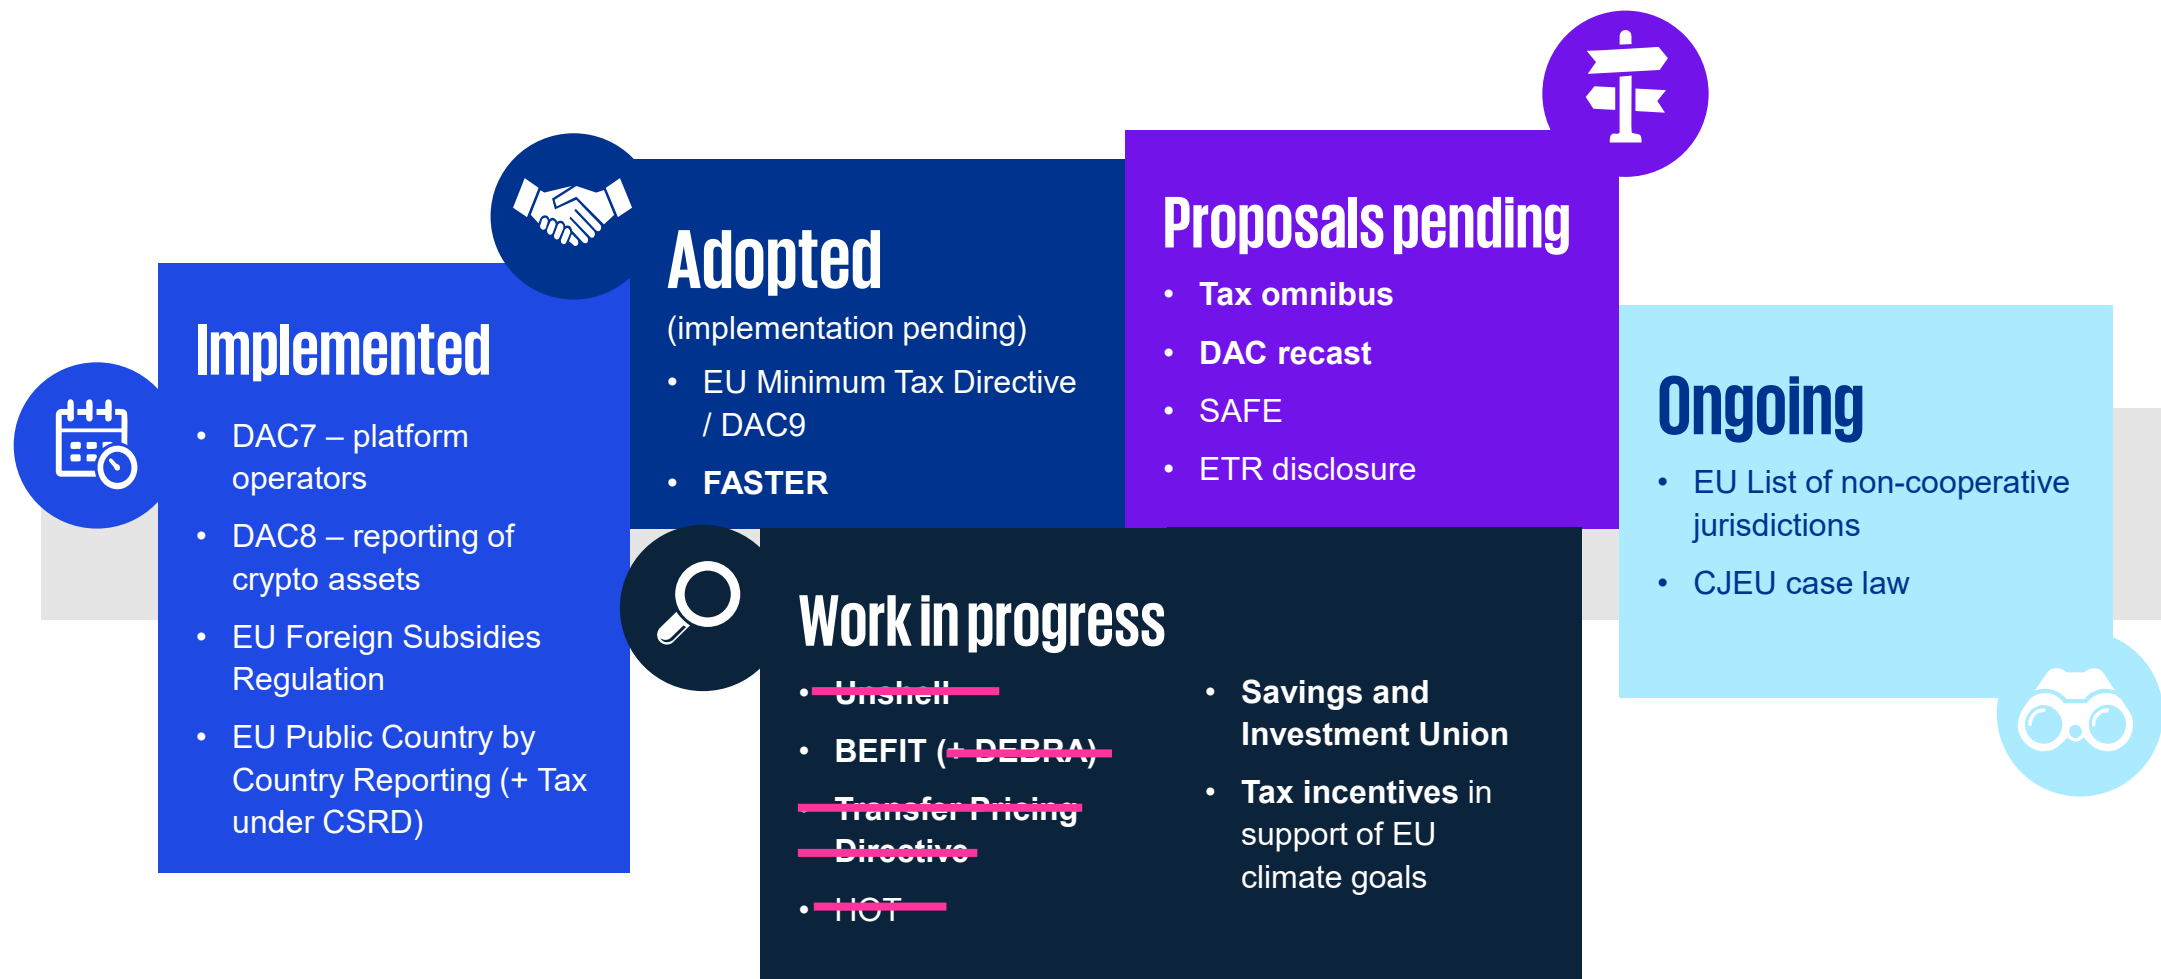 Implemented
• DAC7 – platform
operators
• DAC8 – reporting of
crypto assets
• EU Foreign Subsidies
Regulation
• EU Public Country by
Country Reporting (+ Tax
under CSRD)
Adopted
(implementation pending)
• EU Minimum Tax Directive
/ DAC9
• FASTER
Proposals pending
• Tax omnibus
• DAC recast
• SAFE
• ETR disclosure
Work in progress
• Unshell
• BEFIT (+ DEBRA)
• Transfer Pricing
Directive
• HOT
• Savings and
Investment Union
• Tax incentives in
support of EU
climate goals
Ongoing
• EU List of non-cooperative
jurisdictions
• CJEU case law